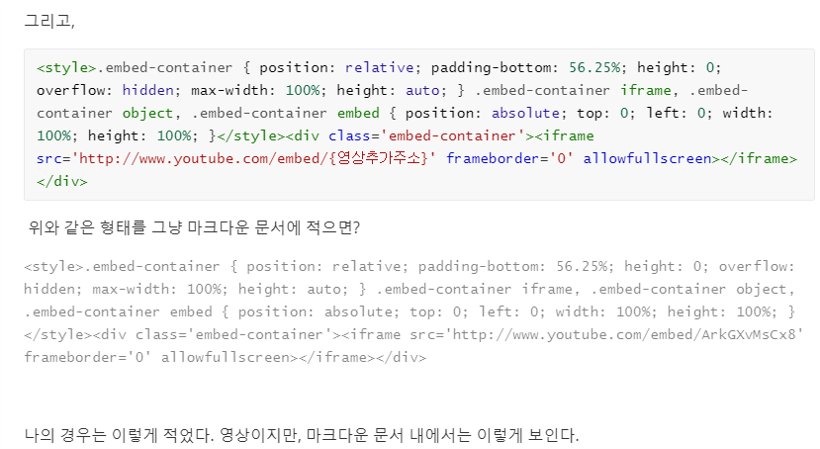 그리고,
<style>.embed-container { position: relative; padding-bottom: 56.25%; height: 0;
overflow: hidden; max-width: 100%; height: auto; } .embed-container iframe, .embed-
container object, .embed-container embed { position: absolute; top: 0; left: 0; width:
100%; height: 100%; }</style><div class='embed-container'><iframe
src='http://www.youtube.com/embed/{영상추가주소}' frameborder='0' allowfullscreen></iframe>
</div>
위와 같은 형태를 그냥 마크다운 문서에 적으면?
<style>.embed-container { position: relative; padding-bottom: 56.25%; height: 0; overflow:
hidden; max-width: 100%; height: auto; } .embed-container iframe, .embed-container object,
.embed-container embed { position: absolute; top: 0; left: 0; width: 100%; height: 100%; }
</style><div class='embed-container'><iframe src='http://www.youtube.com/embed/ArkGXvMsCx8'
frameborder='0' allowfullscreen></iframe></div>
나의 경우는 이렇게 적었다. 영상이지만, 마크다운 문서 내에서는 이렇게 보인다.